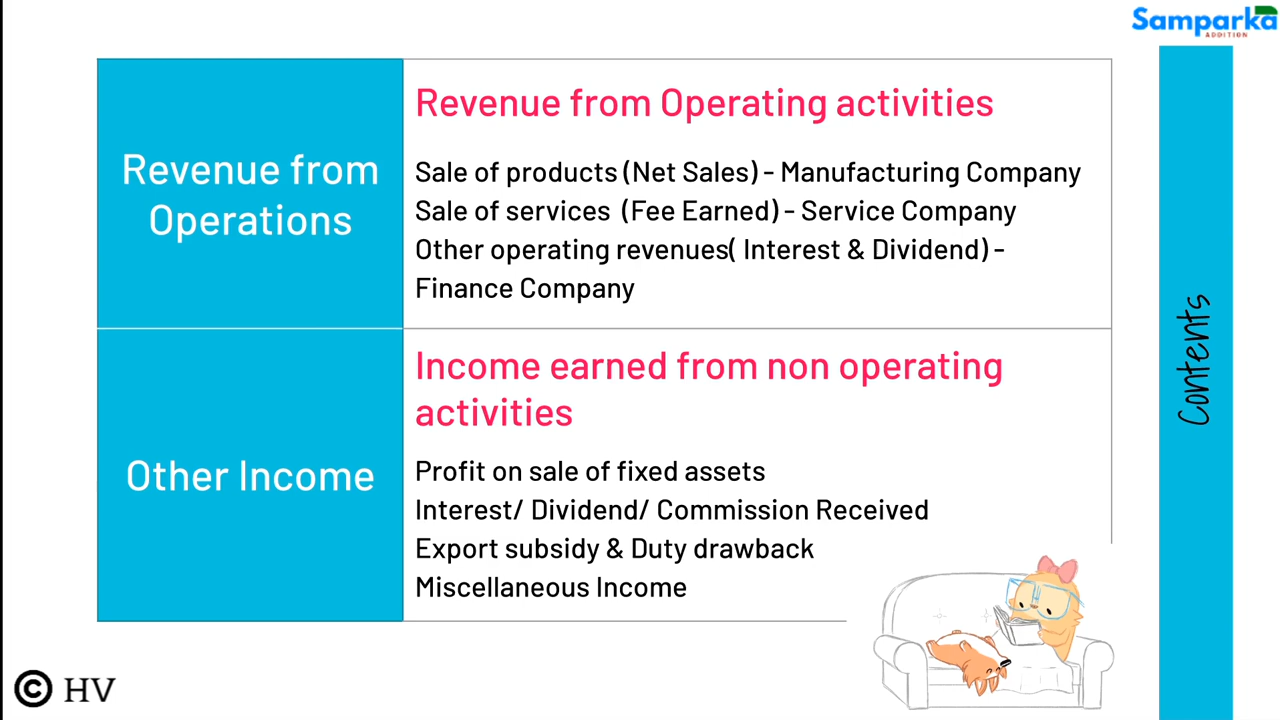 Samparka
ADDITION
Revenue from
Operations
Revenue from Operating activities
Sale of products (Net Sales) - Manufacturing Company
Sale of services (Fee Earned) - Service Company
Other operating revenues( Interest & Dividend) -
Finance Company
Other Income
Income earned from non operating
activities
Profit on sale of fixed assets
Interest/ Dividend/ Commission Received
Export subsidy & Duty drawback
Miscellaneous Income
Contents
© HV